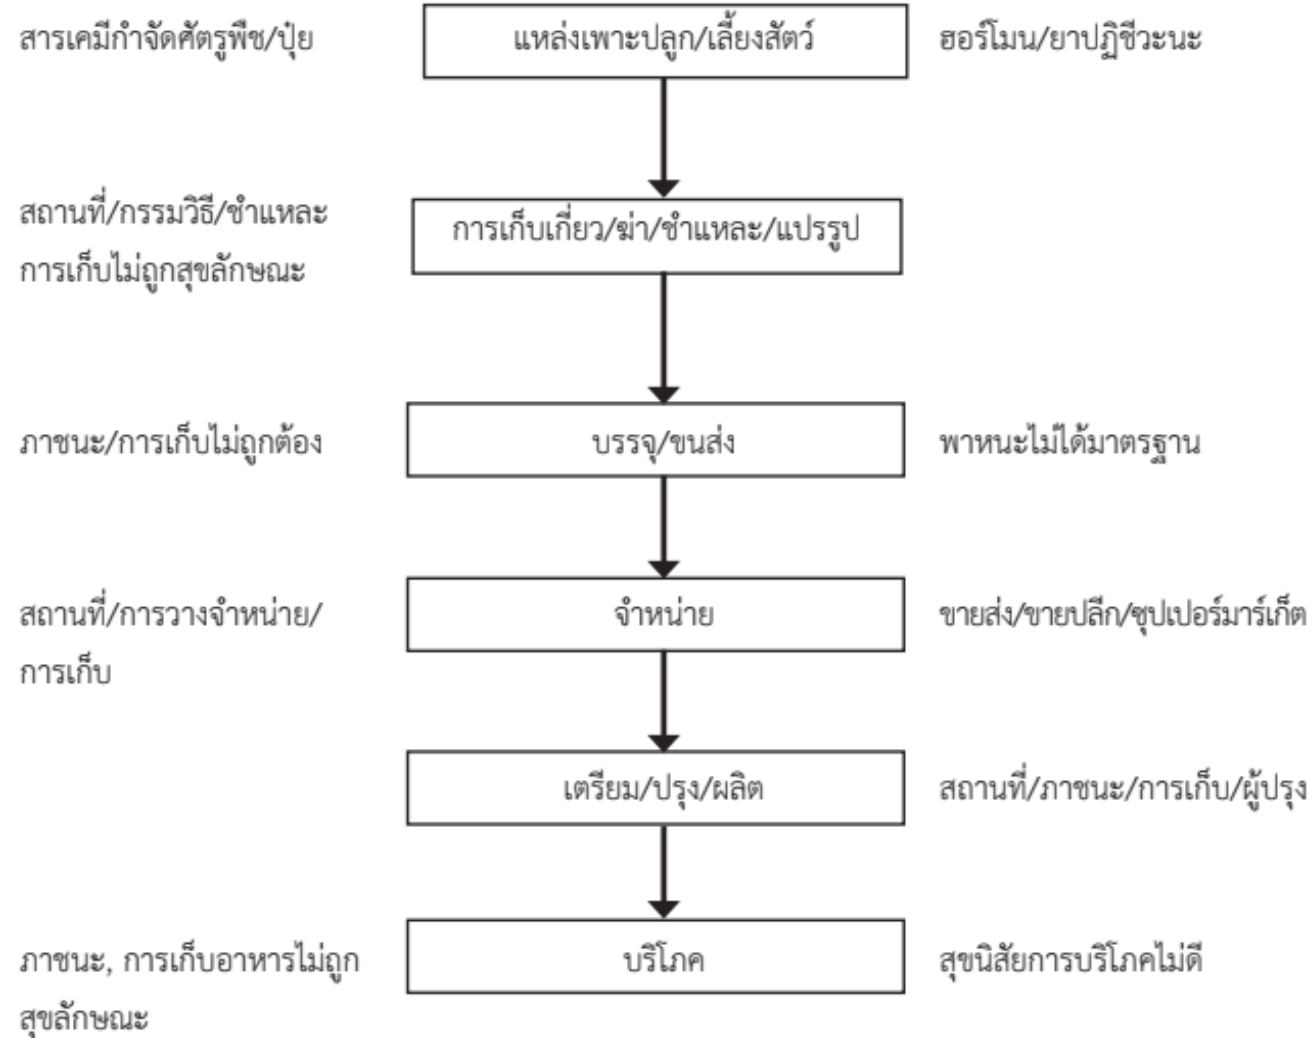 สารเคมีกำจัดศัตรูพืช/ปุ๋ย
แหล่งเพาะปลูก/เลี้ยงสัตว์
ฮอร์โมน/ยาปฏิชีวะนะ
สถานที่/กรรมวิธี/ชำแหละ
การเก็บไม่ถูกสุขลักษณะ
การเก็บเกี่ยว/ฆ่า/ชำแหละ/แปรรูป
ภาชนะ/การเก็บไม่ถูกต้อง
บรรจุ/ขนส่ง
พาหนะไม่ได้มาตรฐาน
สถานที่/การวางจำหน่าย/
การเก็บ
จำหน่าย
ขายส่ง/ขายปลีก/ซุปเปอร์มาร์เก็ต
เตรียม/ปรุง/ผลิต
สถานที่/ภาชนะ/การเก็บ/ผู้ปรุง
ภาชนะ, การเก็บอาหารไม่ถูก
สุขลักษณะ
บริโภค
สุขนิสัยการบริโภคไม่ดี